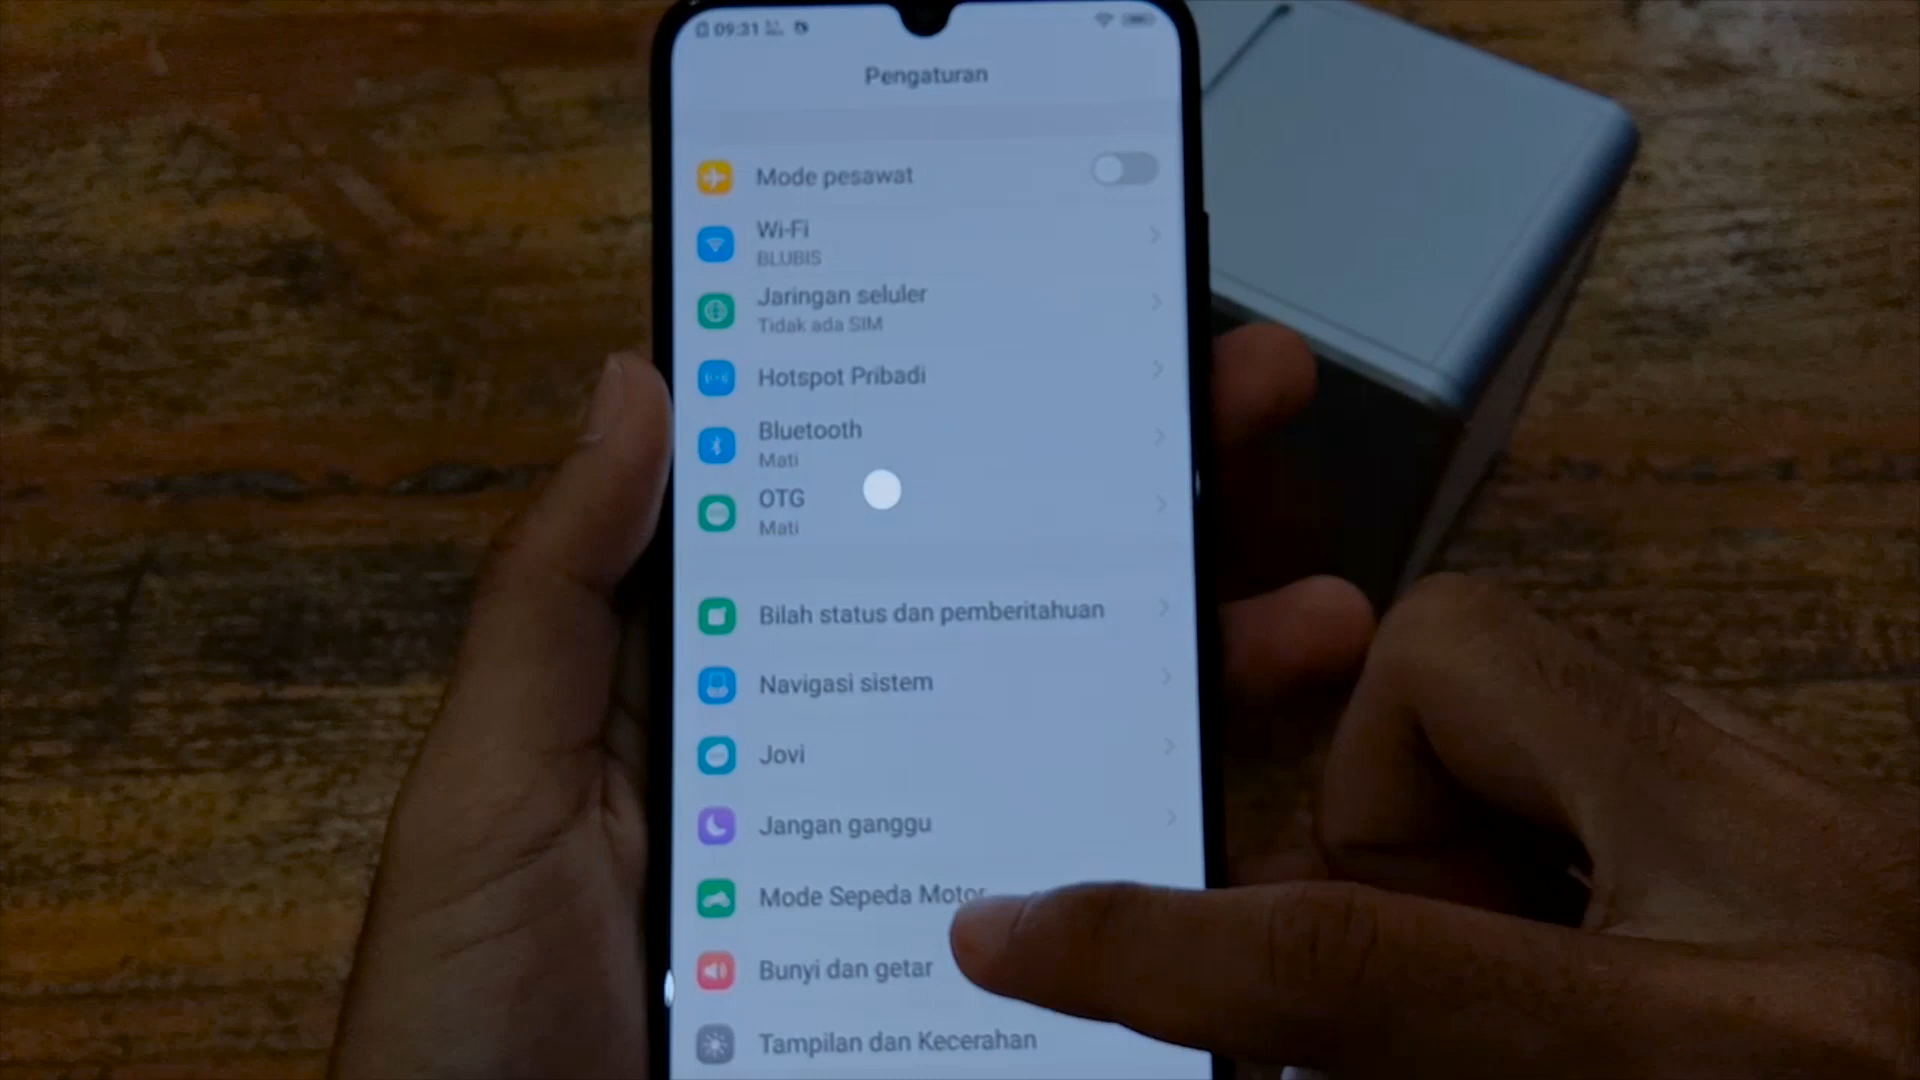 09:31
Pengaturan
Mode pesawat
Wi-Fi
BLUBIS
Jaringan seluler
Tidak ada SIM
Hotspot Pribadi
Bluetooth
Mati
OTG
Mati
Bilah status dan pemberitahuan
Navigasi sistem
Jovi
Jangan ganggu
Mode Sepeda Motor
Bunyi dan getar
Tampilan dan Kecerahan